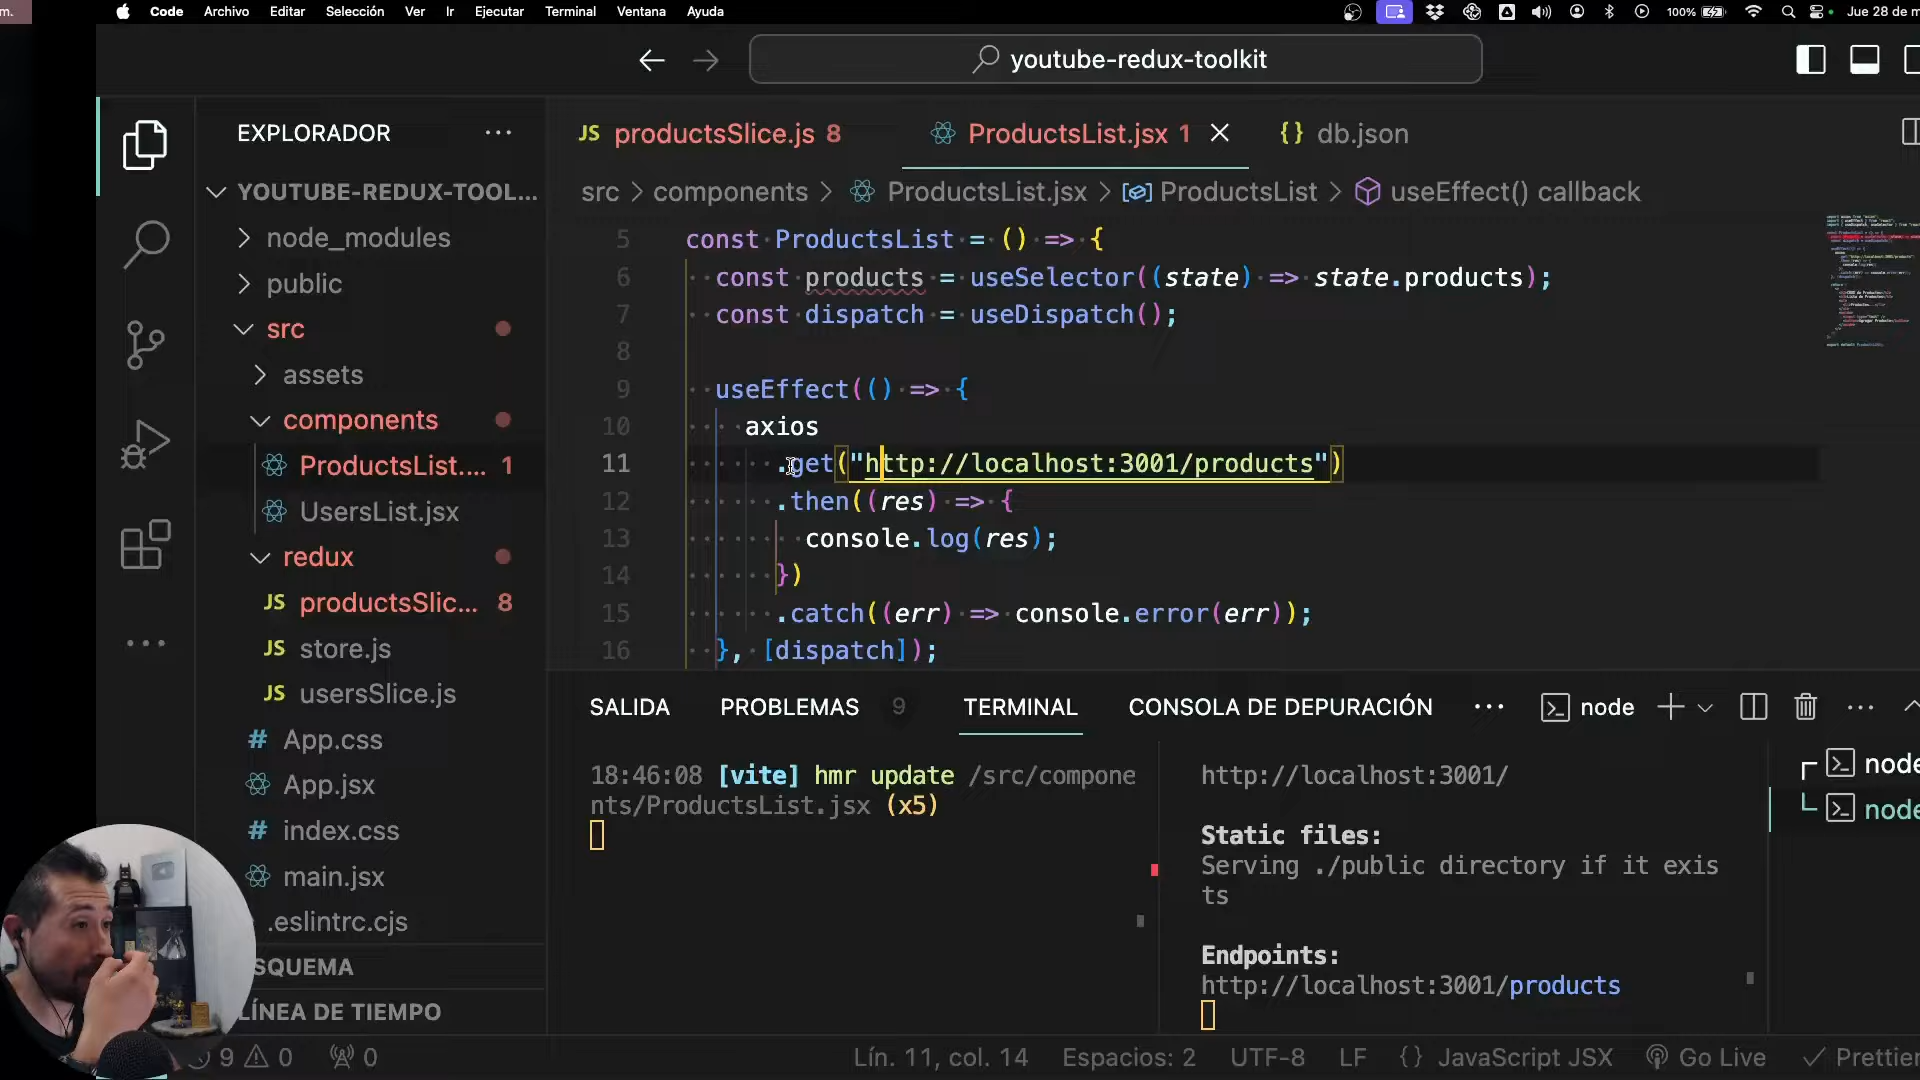 m.
Code Archivo Editar Selección Ver Ir Ejecutar Terminal Ventana Ayuda 100% Jue 28 de m
youtube-redux-toolkit
EXPLORADOR
YOUTUBE-REDUX-TOOL...
node_modules
public
src
assets
components
ProductsList.... 1
UsersList.jsx
redux
JS productsSlic... 8
JS store.js
JS usersSlice.js
# App.css
App.jsx
# index.css
main.jsx
.eslintrc.cjs
SQUEMA
LÍNEA DE TIEMPO
JS productsSlice.js 8 ProductsList.jsx 1 {} db.json
src > components > ProductsList.jsx > ProductsList > useEffect() callback
5 const ProductsList = () => {
6 const products = useSelector((state) => state.products);
7 const dispatch = useDispatch();
8
9 useEffect(() => {
10 axios
11 .get("http://localhost:3001/products")
12 .then((res) => {
13 console.log(res);
14 })
15 .catch((err) => console.error(err));
16 }, [dispatch]);
SALIDA PROBLEMAS 9 TERMINAL CONSOLA DE DEPURACIÓN ... node
18:46:08 [vite] hmr update /src/compone
nts/ProductsList.jsx (x5)
http://localhost:3001/
Static files:
Serving ./public directory if it exis
ts
Endpoints:
http://localhost:3001/products
node
node
9 0 0 Lín. 11, col. 14 Espacios: 2 UTF-8 LF {} JavaScript JSX Go Live Prettier